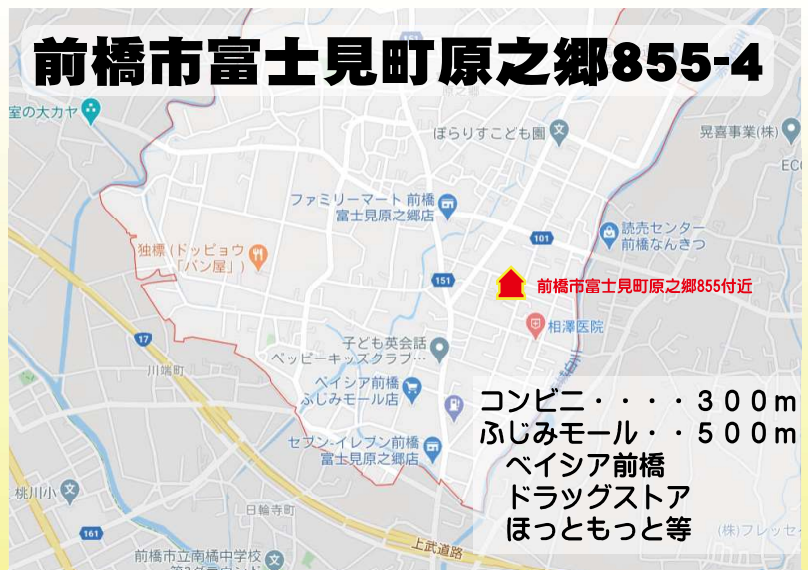 前橋市富士見町原之郷855-4
室の大カヤ
ぽらりすこども園
晃喜事業(株)
ファミリーマート 前橋
富士見原之郷店
読売センター
前橋なんきつ
101
独標 (ドッピョウ
「パン屋」)
151
前橋市富士見町原之郷855付近
相澤医院
17
子ども英会話
ペッピーキッズクラブ…
川端町
ベイシア前橋
ふじみモール店
コンビニ・・・・３００ｍ
ふじみモール・・５００ｍ
ベイシア前橋
ドラッグストア
ほっともっと等
セブン-イレブン前橋
富士見原之郷店
桃川小
日輪寺町
161
上武道路
(株)フレッセイ
前橋市立南橘中学校